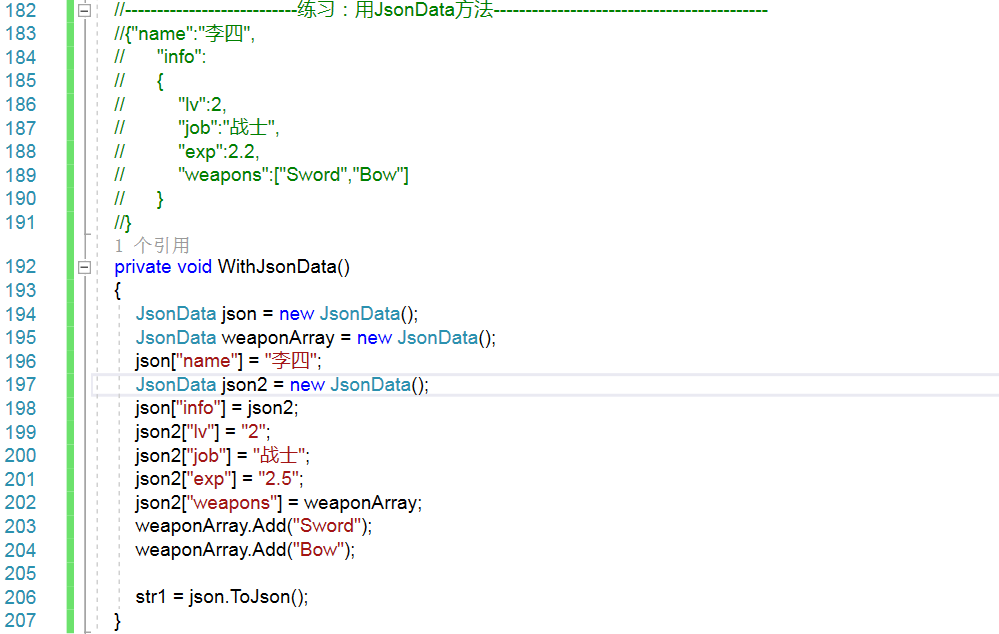 182 //---------------------------练习：用JsonData方法-------------------------------------------
183 //{"name":"李四",
184 //      "info":
185 //      {
186 //          "lv":2,
187 //          "job":"战士",
188 //          "exp":2.2,
189 //          "weapons":["Sword","Bow"]
190 //      }
191 //}
1 个引用
192 private void WithJsonData()
193 {
194     JsonData json = new JsonData();
195     JsonData weaponArray = new JsonData();
196     json["name"] = "李四";
197     JsonData json2 = new JsonData();
198     json["info"] = json2;
199     json2["lv"] = "2";
200     json2["job"] = "战士";
201     json2["exp"] = "2.5";
202     json2["weapons"] = weaponArray;
203     weaponArray.Add("Sword");
204     weaponArray.Add("Bow");
205
206     str1 = json.ToJson();
207 }